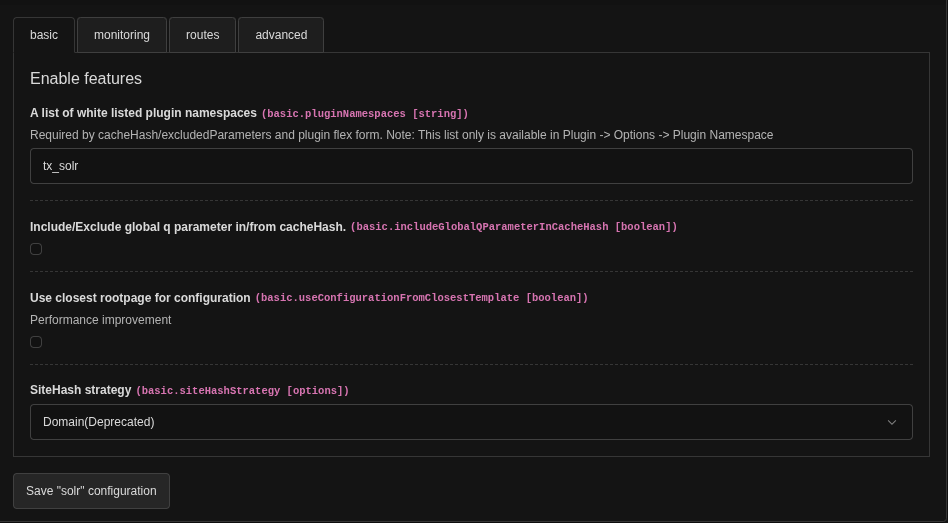 basic
monitoring
routes
advanced
Enable features
A list of white listed plugin namespaces (basic.pluginNamespaces [string])
Required by cacheHash/excludedParameters and plugin flex form. Note: This list only is available in Plugin -> Options -> Plugin Namespace
tx_solr
Include/Exclude global q parameter in/from cacheHash. (basic.includeGlobalQParameterInCacheHash [boolean])
Use closest rootpage for configuration (basic.useConfigurationFromClosestTemplate [boolean])
Performance improvement
SiteHash strategy (basic.siteHashStrategy [options])
Domain(Deprecated)
Save "solr" configuration